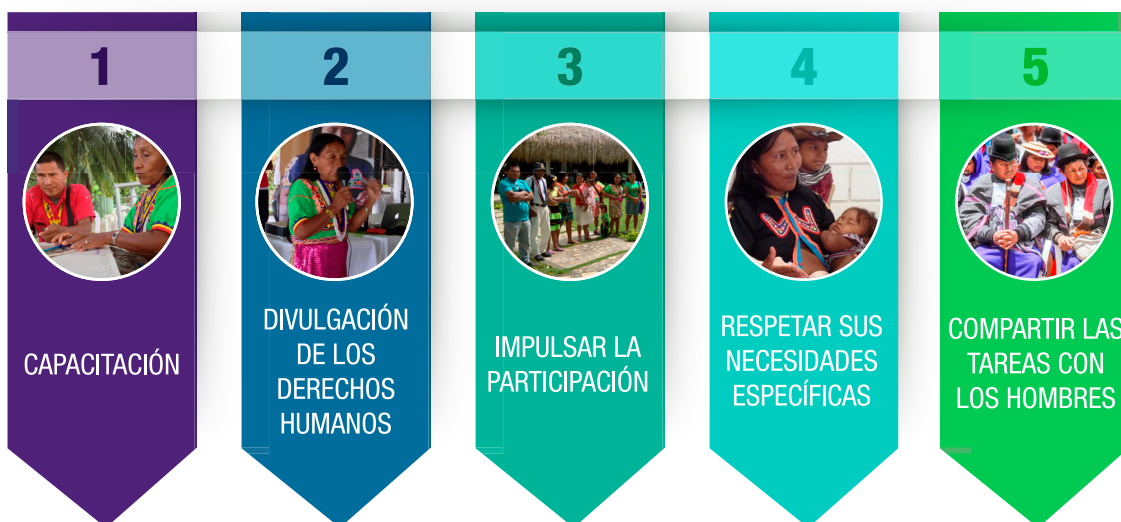 1
CAPACITACIÓN
2
DIVULGACIÓN
DE LOS
DERECHOS
HUMANOS
3
IMPULSAR LA
PARTICIPACIÓN
4
RESPETAR SUS
NECESIDADES
ESPECÍFICAS
5
COMPARTIR LAS
TAREAS CON
LOS HOMBRES